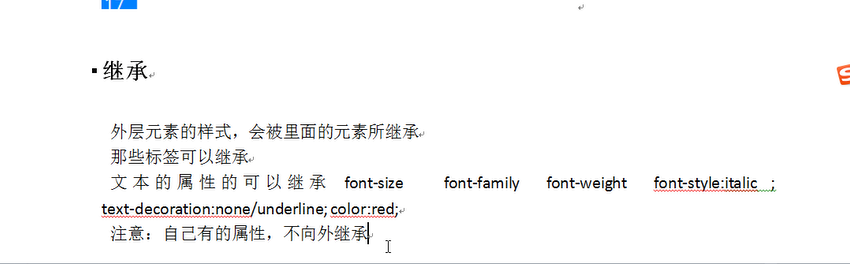 17
继承
外层元素的样式，会被里面的元素所继承
那些标签可以继承
文本的属性的可以继承 font-size font-family font-weight font-style:italic ;
text-decoration:none/underline; color:red;
注意：自己有的属性，不向外继承